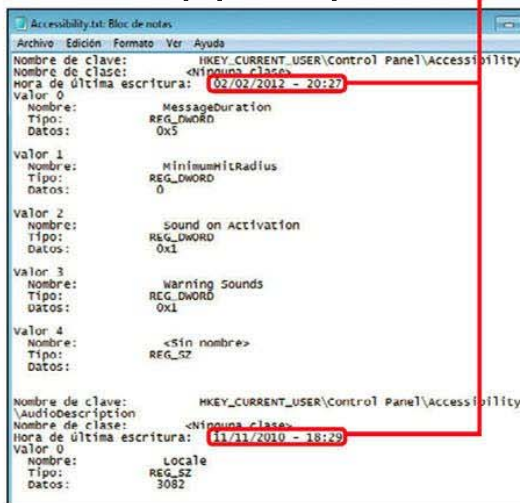 Accessibility.txt: Bloc de notas
Archivo Edición Formato Ver Ayuda
Nombre de clave: HKEY_CURRENT_USER\Control Panel\Accessibility
Nombre de clase: <Ninguna clase>
Hora de última escritura: 02/02/2012 - 20:27
Valor 0
Nombre: MessageDuration
Tipo: REG_DWORD
Datos: 0x5
Valor 1
Nombre: MinimumHitRadius
Tipo: REG_DWORD
Datos: 0
Valor 2
Nombre: Sound on Activation
Tipo: REG_DWORD
Datos: 0x1
Valor 3
Nombre: Warning Sounds
Tipo: REG_DWORD
Datos: 0x1
Valor 4
Nombre: <Sin nombre>
Tipo: REG_SZ
Datos:
Nombre de clave: HKEY_CURRENT_USER\Control Panel\Accessibility
\AudioDescription
Nombre de clase: <Ninguna clase>
Hora de última escritura: 11/11/2010 - 18:29
Valor 0
Nombre: Locale
Tipo: REG_SZ
Datos: 3082